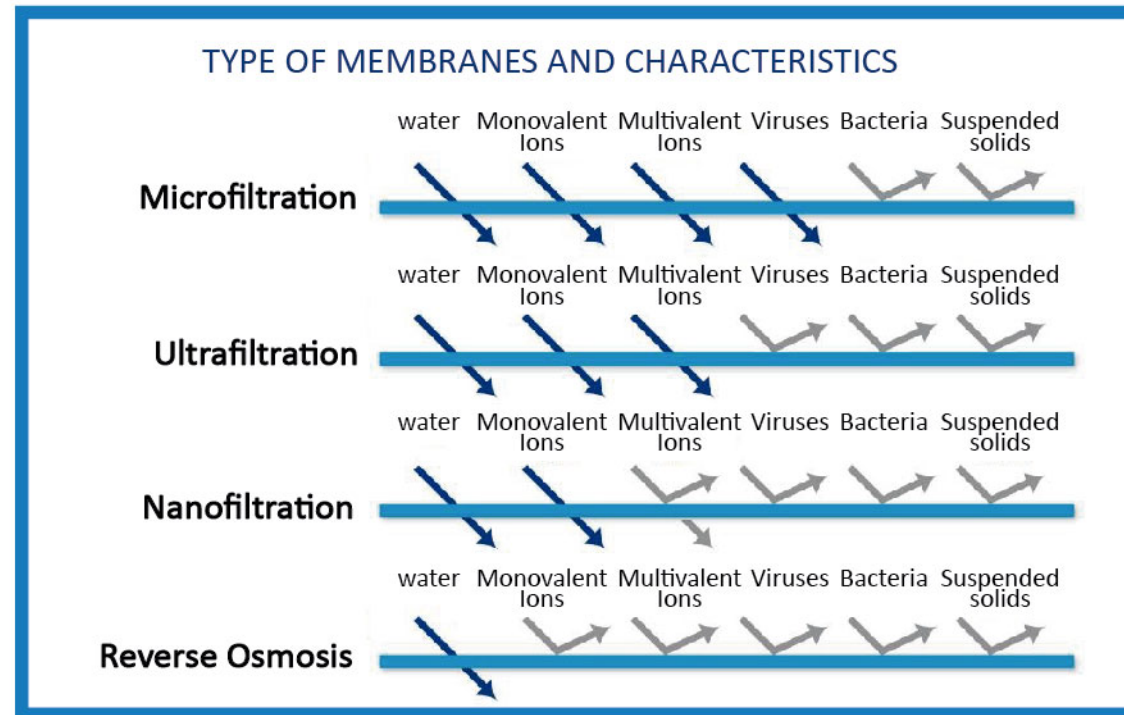 TYPE OF MEMBRANES AND CHARACTERISTICS
water Monovalent Multivalent Viruses Bacteria Suspended
Ions Ions solids
Microfiltration
water Monovalent Multivalent Viruses Bacteria Suspended
Ions Ions solids
Ultrafiltration
water Monovalent Multivalent Viruses Bacteria Suspended
Ions Ions solids
Nanofiltration
water Monovalent Multivalent Viruses Bacteria Suspended
Ions Ions solids
Reverse Osmosis